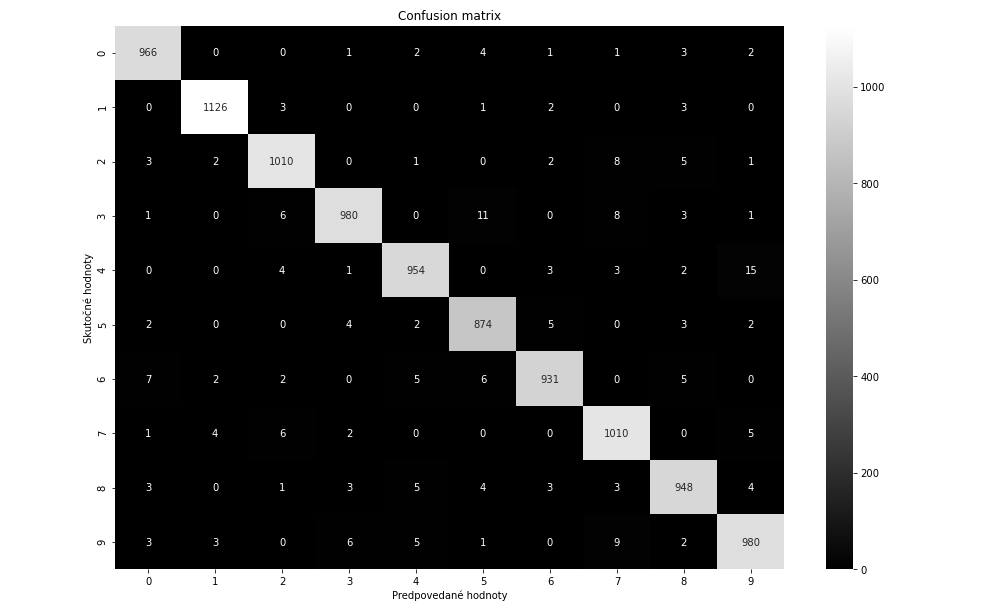 Confusion matrix
0 966 0 0 1 2 4 1 1 3 2
1 0 1126 3 0 0 1 2 0 3 0
2 3 2 1010 0 1 0 2 8 5 1
3 1 0 6 980 0 11 0 8 3 1
4 0 0 4 1 954 0 3 3 2 15
5 2 0 0 4 2 874 5 0 3 2
6 7 2 2 0 5 6 931 0 5 0
7 1 4 6 2 0 0 0 1010 0 5
8 3 0 1 3 5 4 3 3 948 4
9 3 3 0 6 5 1 0 9 2 980
0 1 2 3 4 5 6 7 8 9
Predpovedané hodnoty
Skutočné hodnoty
1000
800
600
400
200
0